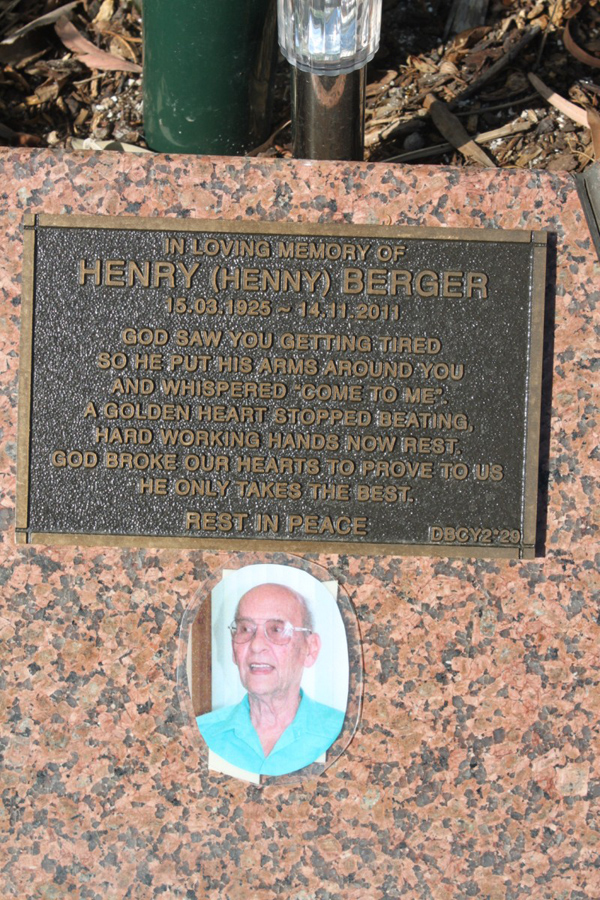 IN LOVING MEMORY OF
HENRY (HENNY) BERGER
15.03.1925 ~ 14.11.2011
GOD SAW YOU GETTING TIRED
SO HE PUT HIS ARMS AROUND YOU
AND WHISPERED "COME TO ME".
A GOLDEN HEART STOPPED BEATING,
HARD WORKING HANDS NOW REST.
GOD BROKE OUR HEARTS TO PROVE TO US
HE ONLY TAKES THE BEST.
REST IN PEACE
DBCY2*29